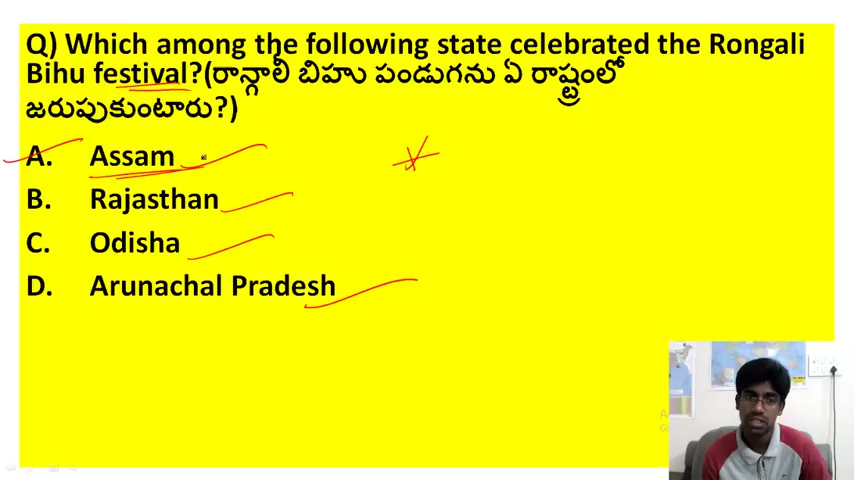 Q) Which among the following state celebrated the Rongali
Bihu festival?(రాన్గాలీ బిహు పండుగను ఏ రాష్ట్రంలో
జరుపుకుంటారు?)
A. Assam
B. Rajasthan
C. Odisha
D. Arunachal Pradesh